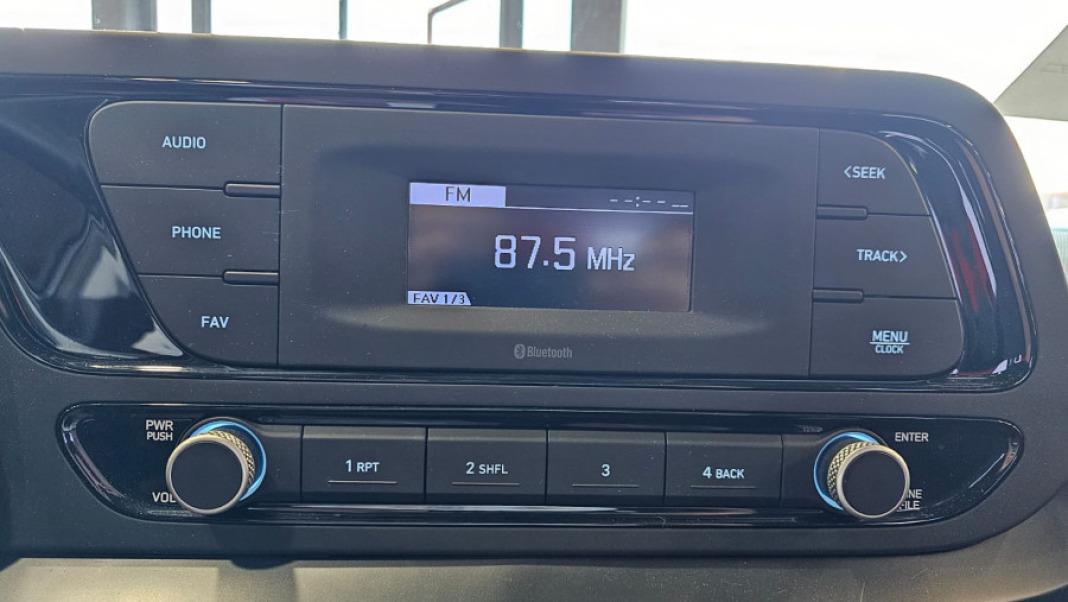 AUDIO
PHONE
FAV
FM
--:-- --
87.5 MHz
FAV 1/3
Bluetooth
<SEEK
TRACK>
MENU
CLOCK
PWR
PUSH
VOL
1 RPT
2 SHFL
3
4 BACK
ENTER